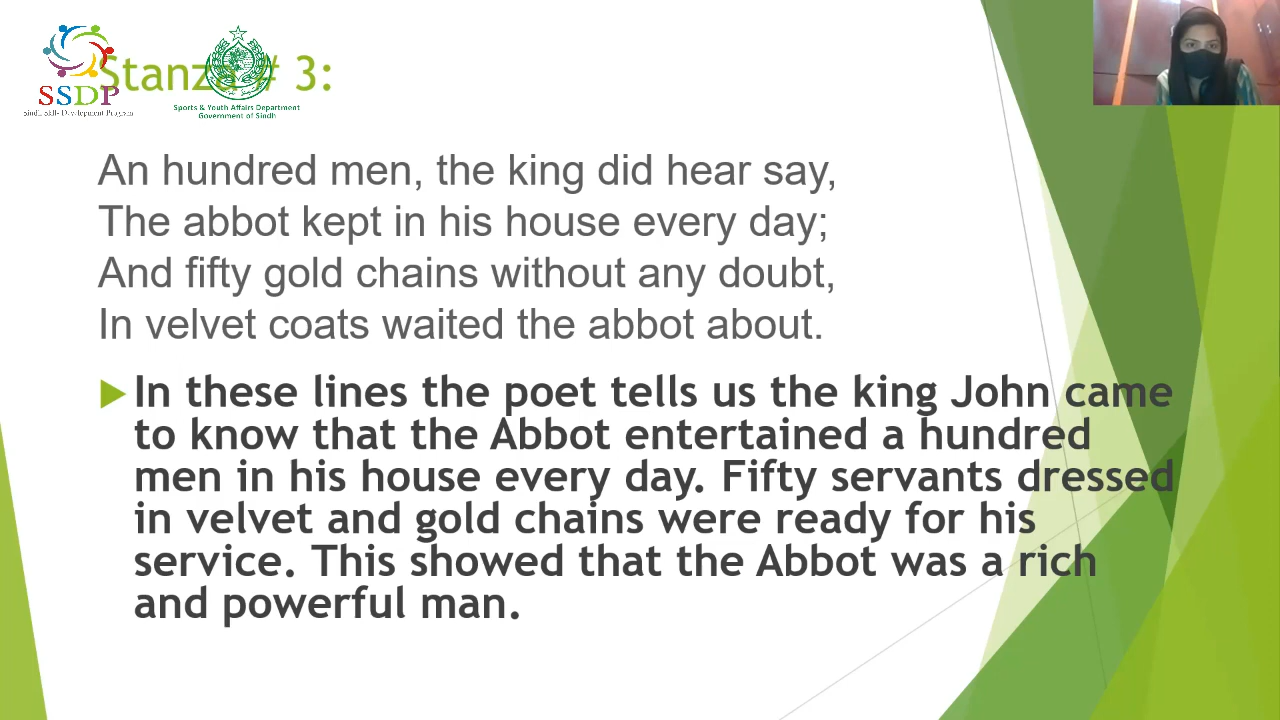 Stanza # 3:
SSDP
Sindh Skills Development Program
Sports & Youth Affairs Department
Government of Sindh
An hundred men, the king did hear say,
The abbot kept in his house every day;
And fifty gold chains without any doubt,
In velvet coats waited the abbot about.
In these lines the poet tells us the king John came
to know that the Abbot entertained a hundred
men in his house every day. Fifty servants dressed
in velvet and gold chains were ready for his
service. This showed that the Abbot was a rich
and powerful man.